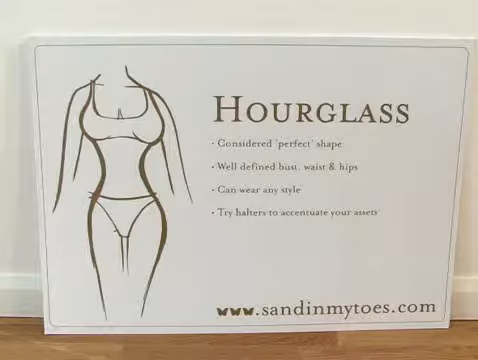 HOURGLASS
· Considered 'perfect' shape
· Well defined bust, waist & hips
· Can wear any style
· Try halters to accentuate your assets
www.sandinmytoes.com